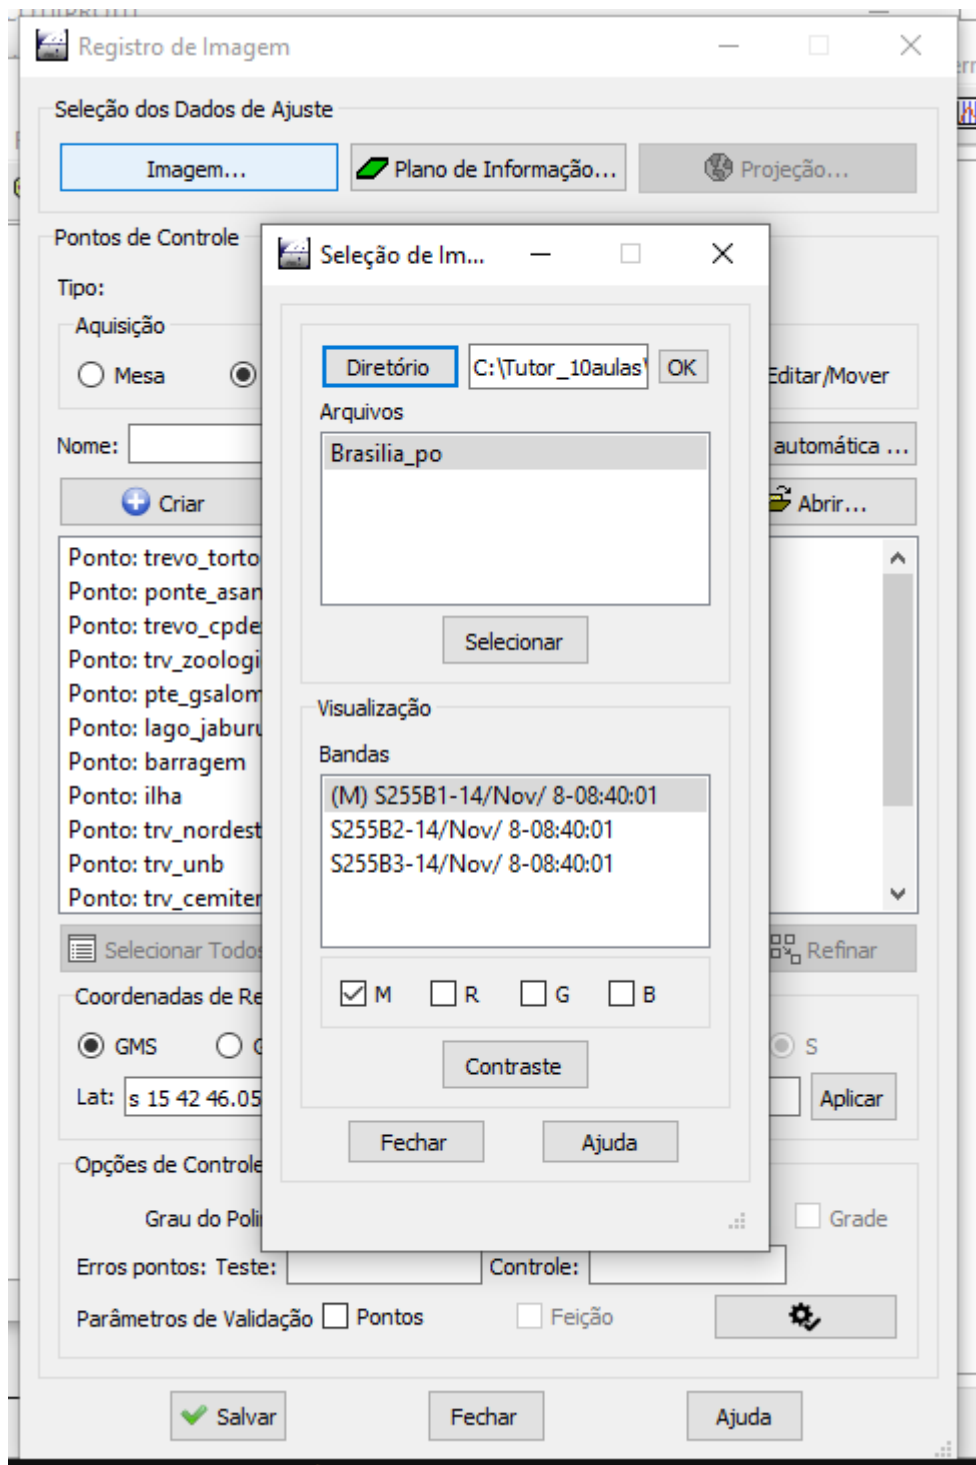 Registro de Imagem
Seleção dos Dados de Ajuste
Imagem...
Plano de Informação...
Projeção...
Pontos de Controle
Seleção de Im...
Tipo:
Aquisição
Mesa
Editar/Mover
Diretório
C:\Tutor_10aulas\
OK
Arquivos
Nome:
automática ...
Brasilia_po
Criar
Abrir...
Ponto: trevo_torto
Ponto: ponte_asan
Ponto: trevo_cpde
Ponto: trv_zoologi
Ponto: pte_gsalom
Ponto: lago_jaburu
Ponto: barragem
Ponto: ilha
Ponto: trv_nordest
Ponto: trv_unb
Ponto: trv_cemiter
Selecionar
Visualização
Bandas
(M) S255B1-14/Nov/ 8-08:40:01
S255B2-14/Nov/ 8-08:40:01
S255B3-14/Nov/ 8-08:40:01
Selecionar Todos
Refinar
M R G B
Coordenadas de Re
GMS
S
Contraste
Lat: s 15 42 46.05
Aplicar
Fechar
Ajuda
Opções de Controle
Grau do Poli
Grade
Erros pontos: Teste:
Controle:
Parâmetros de Validação
Pontos
Feição
Salvar
Fechar
Ajuda